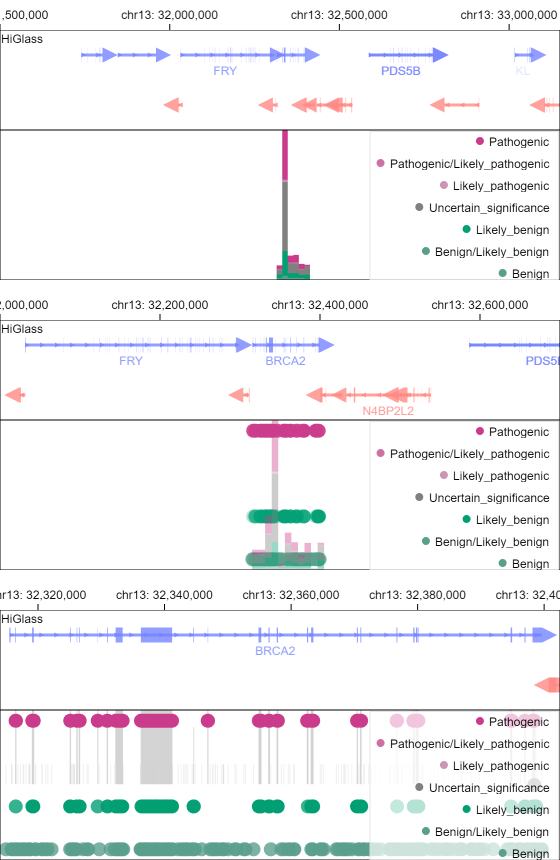 ,500,000 chr13: 32,000,000 chr13: 32,500,000 chr13: 33,000,000
HiGlass
FRY PDS5B KL
Pathogenic
Pathogenic/Likely_pathogenic
Likely_pathogenic
Uncertain_significance
Likely_benign
Benign/Likely_benign
Benign
2,000,000 chr13: 32,200,000 chr13: 32,400,000 chr13: 32,600,000
HiGlass
FRY BRCA2 PDS5
N4BP2L2
Pathogenic
Pathogenic/Likely_pathogenic
Likely_pathogenic
Uncertain_significance
Likely_benign
Benign/Likely_benign
Benign
hr13: 32,320,000 chr13: 32,340,000 chr13: 32,360,000 chr13: 32,380,000 chr13: 32,40
HiGlass
BRCA2
Pathogenic
Pathogenic/Likely_pathogenic
Likely_pathogenic
Uncertain_significance
Likely_benign
Benign/Likely_benign
Benign